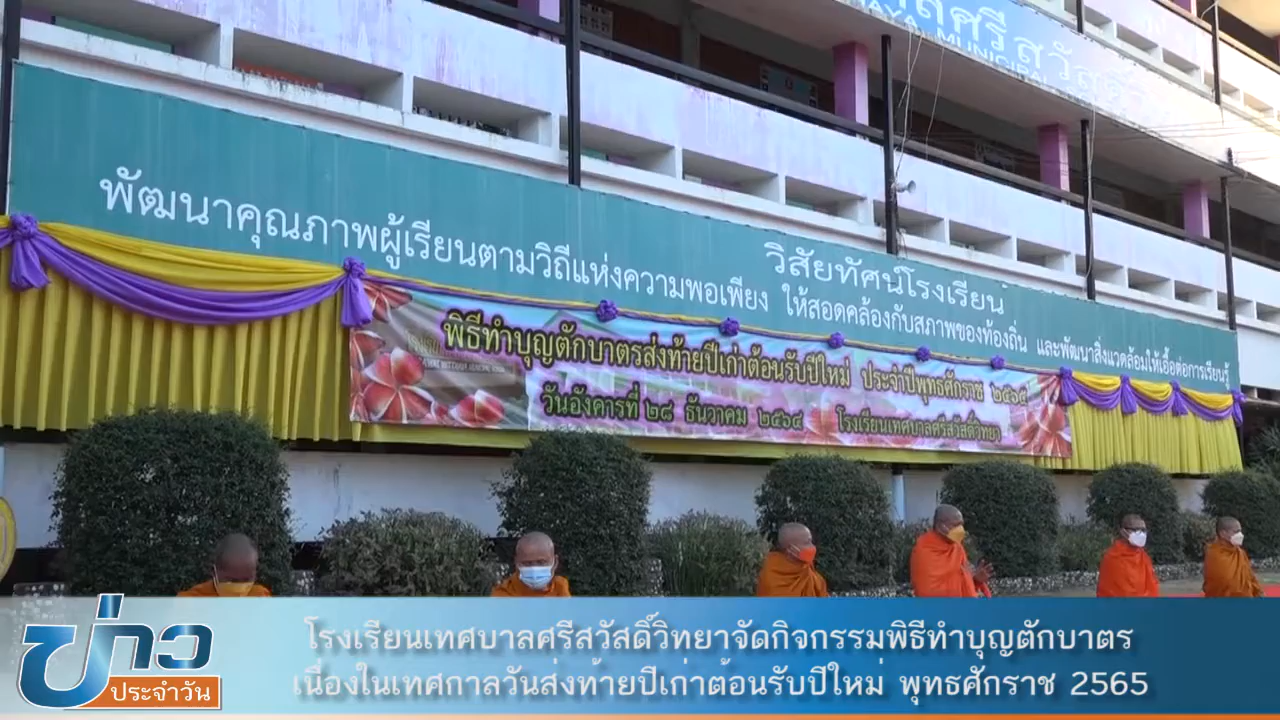 ศรีสวัสดิ์
MUNICIPAL
วิสัยทัศน์โรงเรียน
พัฒนาคุณภาพผู้เรียนตามวิถีแห่งความพอเพียง ให้สอดคล้องกับสภาพของท้องถิ่น และพัฒนาสิ่งแวดล้อมให้เอื้อต่อการเรียนรู้
พิธีทำบุญตักบาตรส่งท้ายปีเก่าต้อนรับปีใหม่ ประจำปีพุทธศักราช ๒๕๖๕
วันอังคารที่ ๒๘ ธันวาคม ๒๕๖๔ โรงเรียนเทศบาลศรีสวัสดิ์วิทยา
ข่าว
ประจำวัน
โรงเรียนเทศบาลศรีสวัสดิ์วิทยาจัดกิจกรรมพิธีทำบุญตักบาตร
เนื่องในเทศกาลวันส่งท้ายปีเก่าต้อนรับปีใหม่ พุทธศักราช 2565